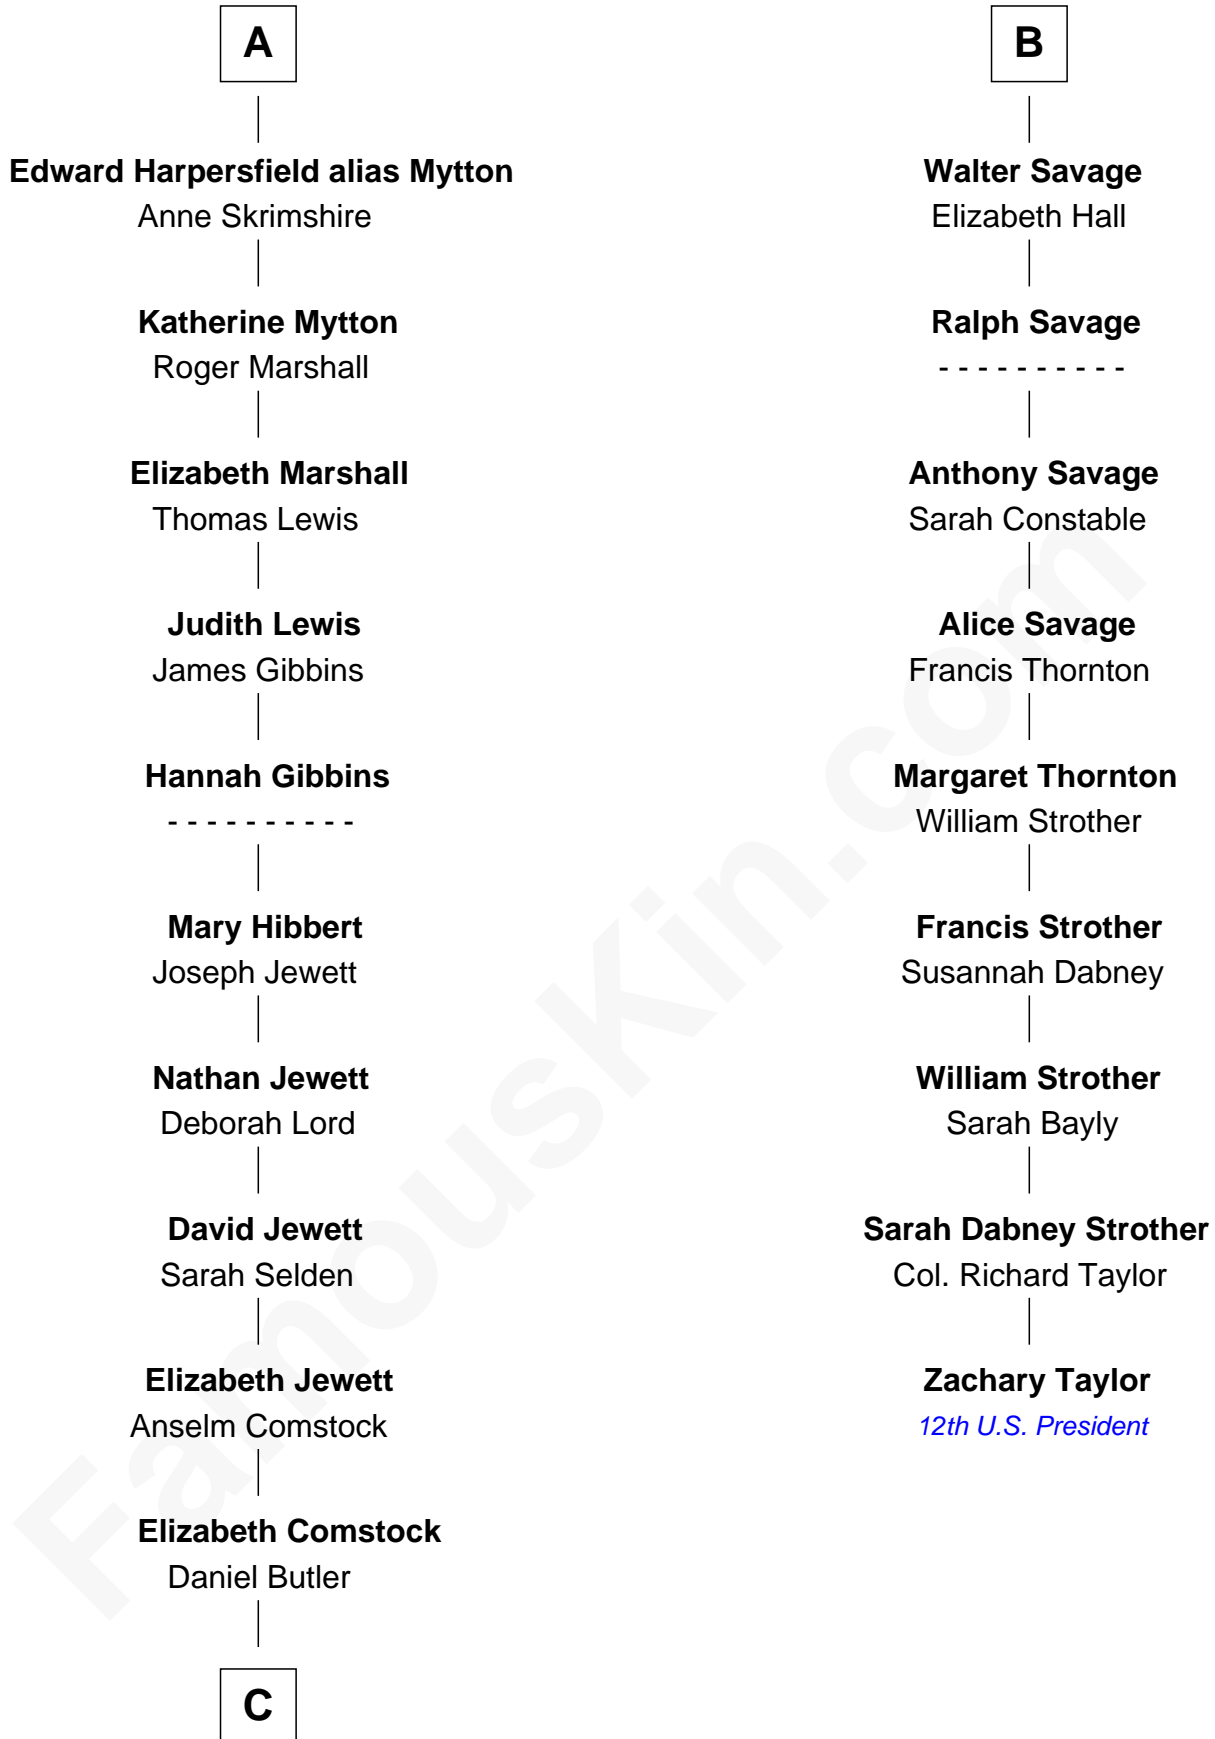 A
Edward Harpersfield alias Mytton
Anne Skrimshire
Katherine Mytton
Roger Marshall
Elizabeth Marshall
Thomas Lewis
Judith Lewis
James Gibbins
Hannah Gibbins
- - - - - - - - - -
Mary Hibbert
Joseph Jewett
Nathan Jewett
Deborah Lord
David Jewett
Sarah Selden
Elizabeth Jewett
Anselm Comstock
Elizabeth Comstock
Daniel Butler
C
B
Walter Savage
Elizabeth Hall
Ralph Savage
- - - - - - - - - -
Anthony Savage
Sarah Constable
Alice Savage
Francis Thornton
Margaret Thornton
William Strother
Francis Strother
Susannah Dabney
William Strother
Sarah Bayly
Sarah Dabney Strother
Col. Richard Taylor
Zachary Taylor
12th U.S. President
FamousKin.com